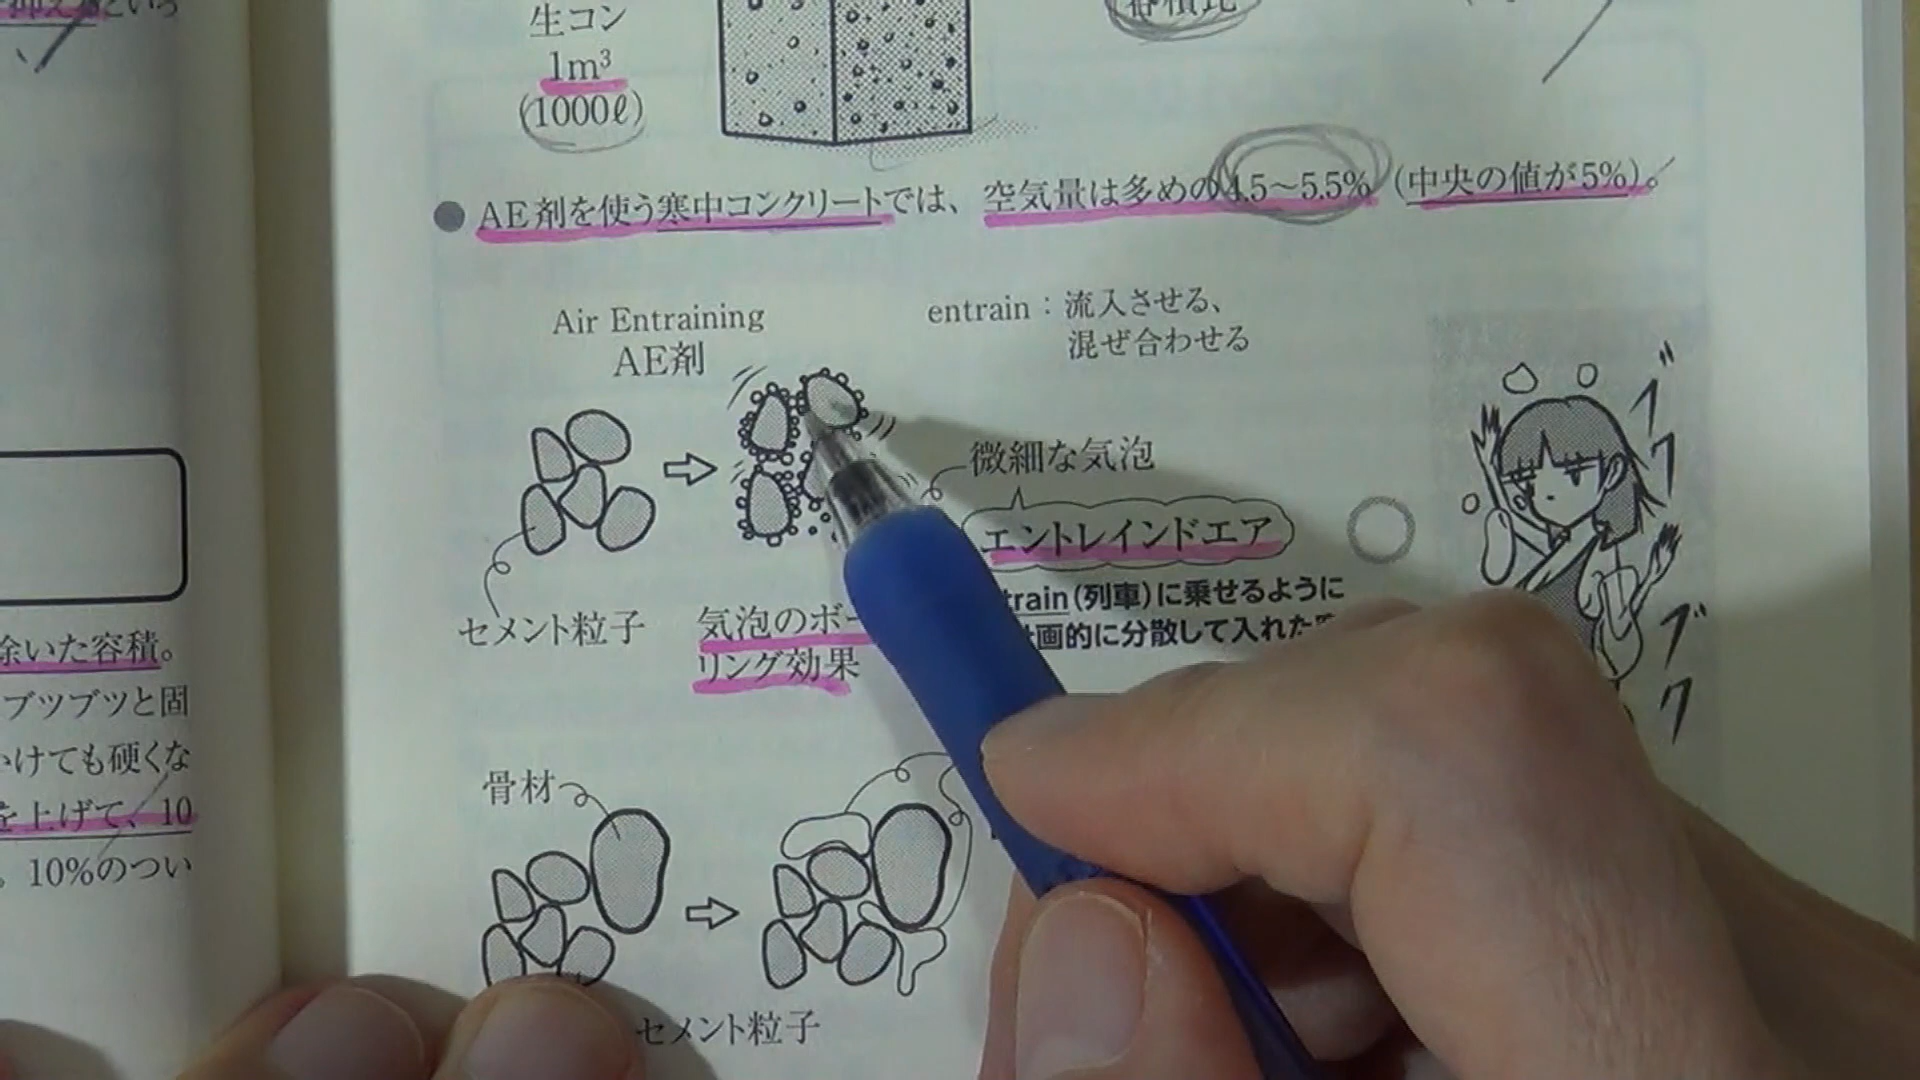 除いた容積。
ブツブツと固
かけても硬くな
を上げて、10
。10%のつい
生コン
1m³
(1000ℓ)
容積比
● AE剤を使う寒中コンクリートでは、空気量は多めの4.5～5.5%（中央の値が5%）。
Air Entraining
AE剤
entrain：流入させる、
混ぜ合わせる
微細な気泡
エントレインドエア
セメント粒子
気泡のボー
リング効果
train（列車）に乗せるように
画的に分散して入れた
ブクブク
骨材
セメント粒子